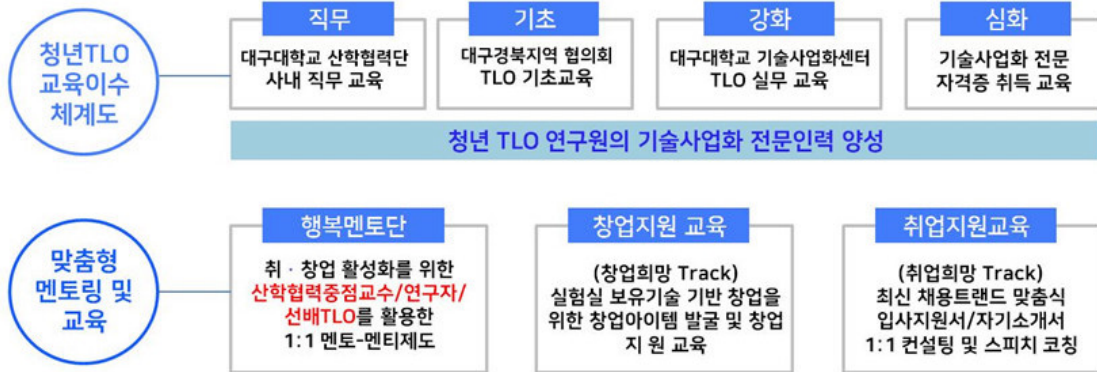 청년TLO
교육이수
체계도
직무
대구대학교 산학협력단
사내 직무 교육
기초
대구경북지역 협의회
TLO 기초교육
강화
대구대학교 기술사업화센터
TLO 실무 교육
심화
기술사업화 전문
자격증 취득 교육
청년 TLO 연구원의 기술사업화 전문인력 양성
맞춤형
멘토링 및
교육
행복멘토단
취 · 창업 활성화를 위한
산학협력중점교수/연구자/
선배TLO를 활용한
1:1 멘토-멘티제도
창업지원 교육
(창업희망 Track)
실험실 보유기술 기반 창업을
위한 창업아이템 발굴 및 창업
지 원 교육
취업지원교육
(취업희망 Track)
최신 채용트랜드 맞춤식
입사지원서/자기소개서
1:1 컨설팅 및 스피치 코칭